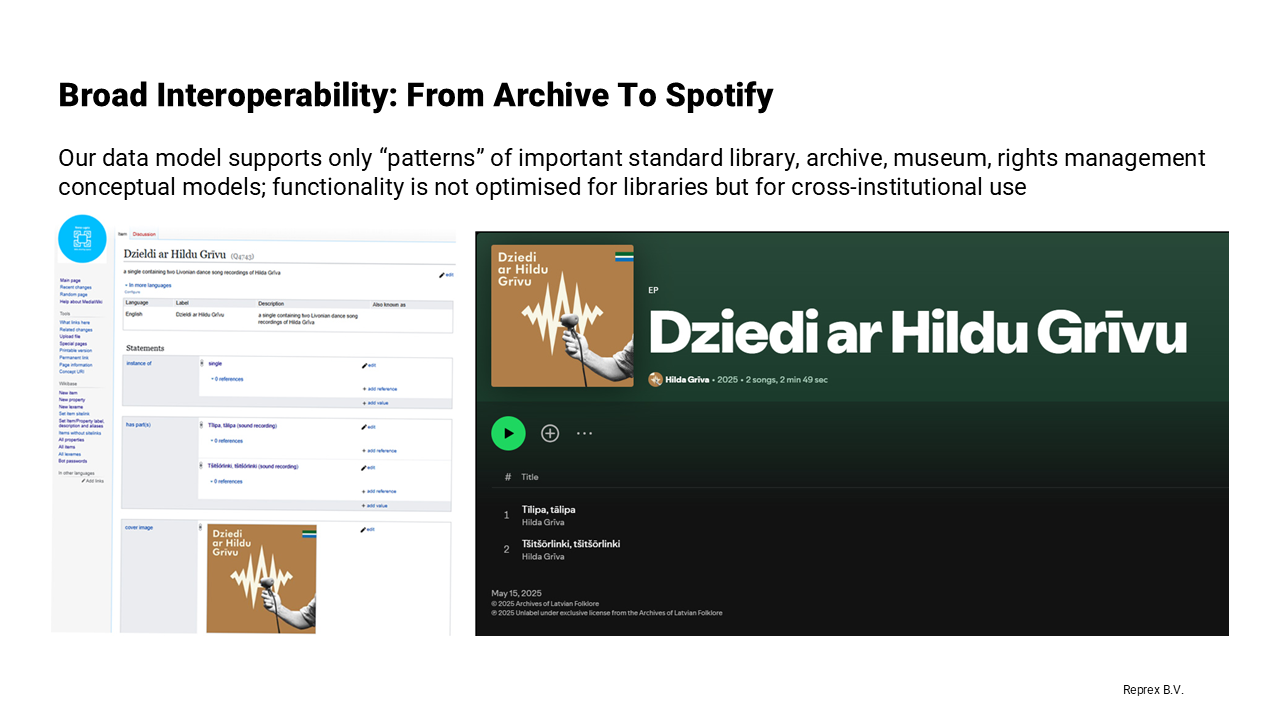 Broad Interoperability: From Archive To Spotify
Our data model supports only “patterns” of important standard library, archive, museum, rights management
conceptual models; functionality is not optimised for libraries but for cross-institutional use
Item Discussion
Dzieldi ar Hildu Grīvu (Q4743)
a single containing two Livonian dance song recordings of Hilda Grīva
edit
In more languages
Configure
Language Label Description Also known as
English Dzieldi ar Hildu Grīvu a single containing two Livonian dance song
recordings of Hilda Grīva
Statements
instance of
single
edit
0 references
add reference
add value
has part(s)
Tīlipa, tālipa (sound recording)
edit
0 references
add reference
Tšitšōrlinki, tšitšōrlinki (sound recording)
edit
0 references
add reference
add value
cover image
edit
Dziedi
ar Hildu
Grīvu
Main page
Recent changes
Random page
Help about MediaWiki
Tools
What links here
Related changes
Upload file
Special pages
Printable version
Permanent link
Page information
Concept URI
Wikibase
New item
New property
New lexeme
Set item sitelink
Set Item/Property label,
description and aliases
Items without sitelinks
All properties
All items
All lexemes
Bot passwords
In other languages
Add links
Dziedi
ar Hildu
Grīvu
EP
Dziedi ar Hildu Grīvu
Hilda Grīva • 2025 • 2 songs, 2 min 49 sec
# Title
1 Tīlipa, tālipa
Hilda Grīva
2 Tšitšōrlinki, tšitšōrlinki
Hilda Grīva
May 15, 2025
© 2025 Archives of Latvian Folklore
℗ 2025 Unlabel under exclusive license from the Archives of Latvian Folklore
Reprex B.V.